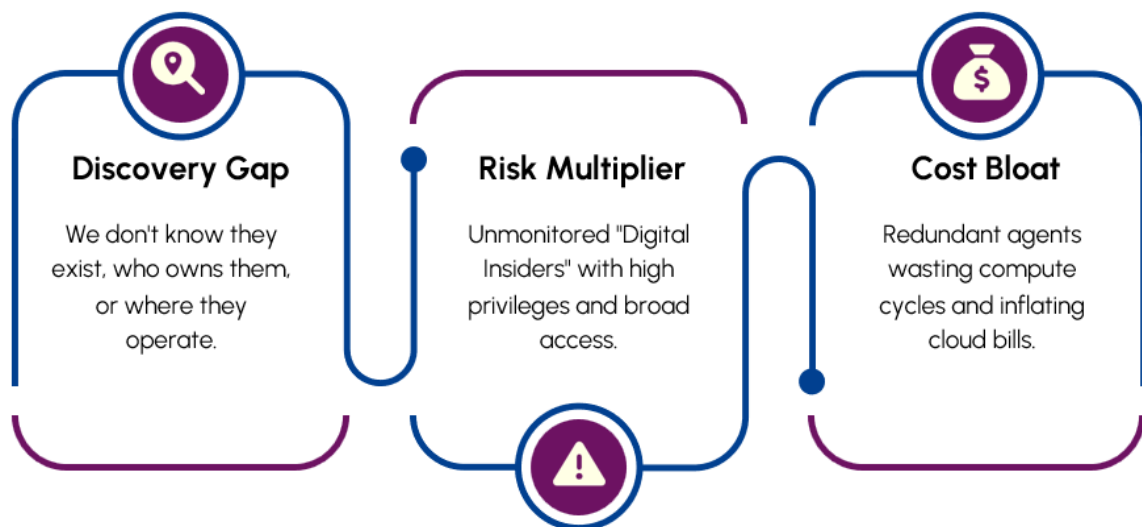 Discovery Gap
We don't know they
exist, who owns them,
or where they
operate.
Risk Multiplier
Unmonitored "Digital
Insiders" with high
privileges and broad
access.
$
Cost Bloat
Redundant agents
wasting compute
cycles and inflating
cloud bills.